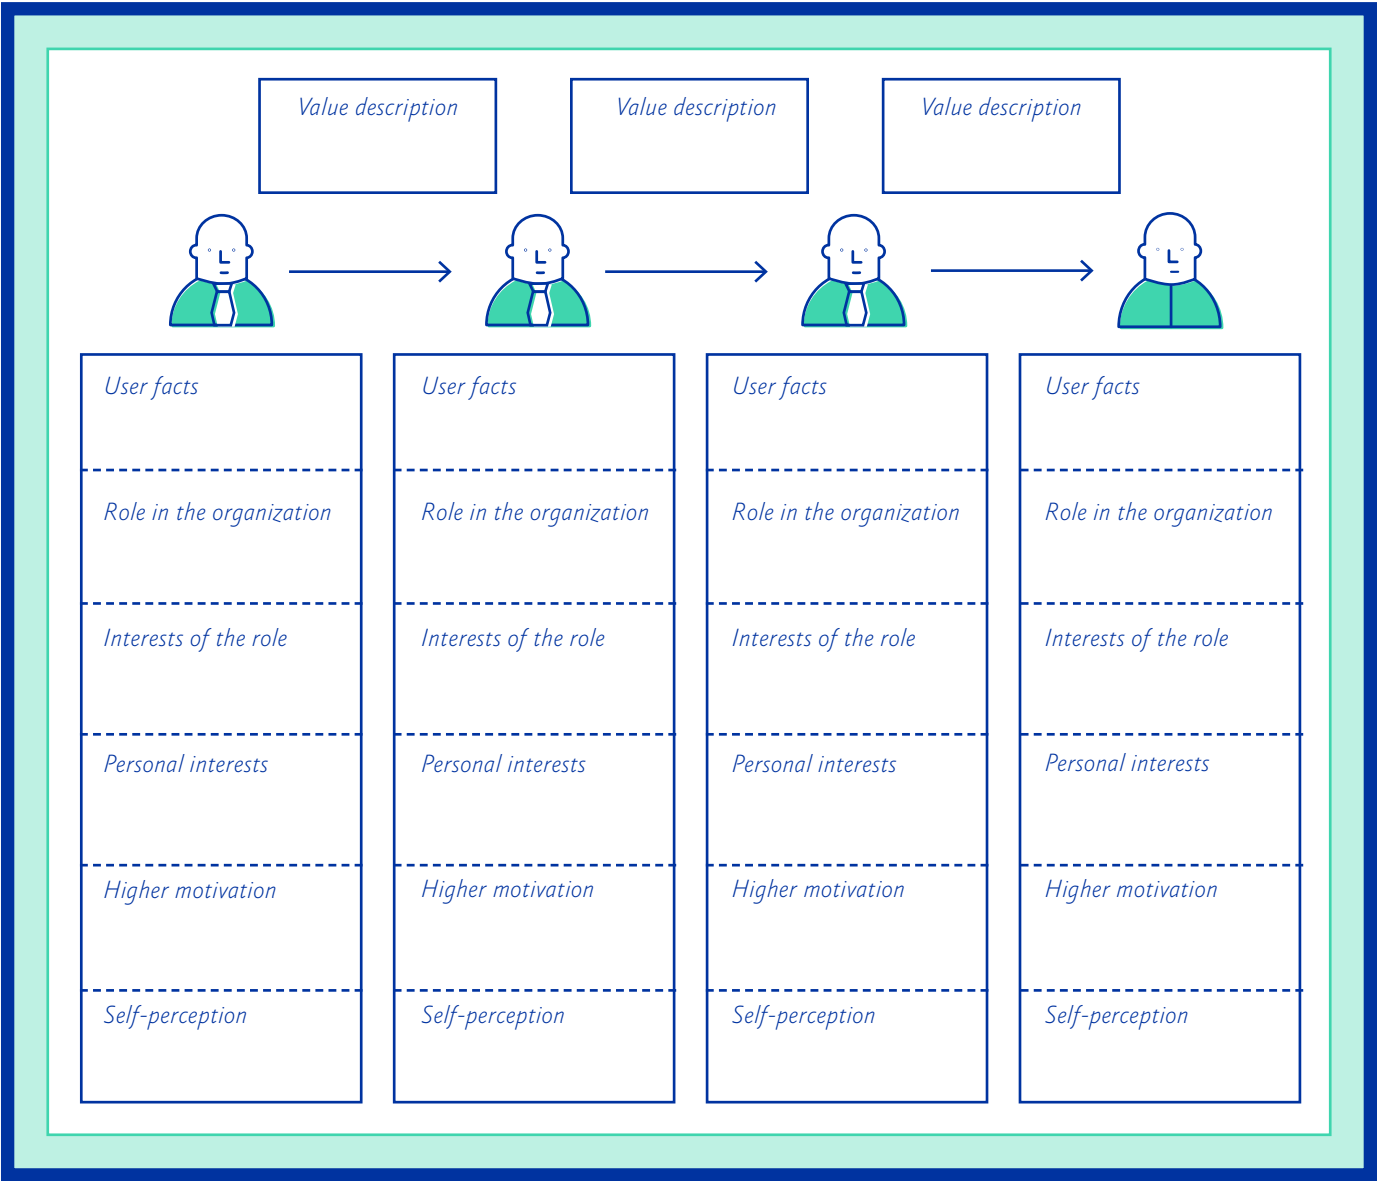 Value description
Value description
Value description
User facts
User facts
User facts
User facts
Role in the organization
Role in the organization
Role in the organization
Role in the organization
Interests of the role
Interests of the role
Interests of the role
Interests of the role
Personal interests
Personal interests
Personal interests
Personal interests
Higher motivation
Higher motivation
Higher motivation
Higher motivation
Self-perception
Self-perception
Self-perception
Self-perception